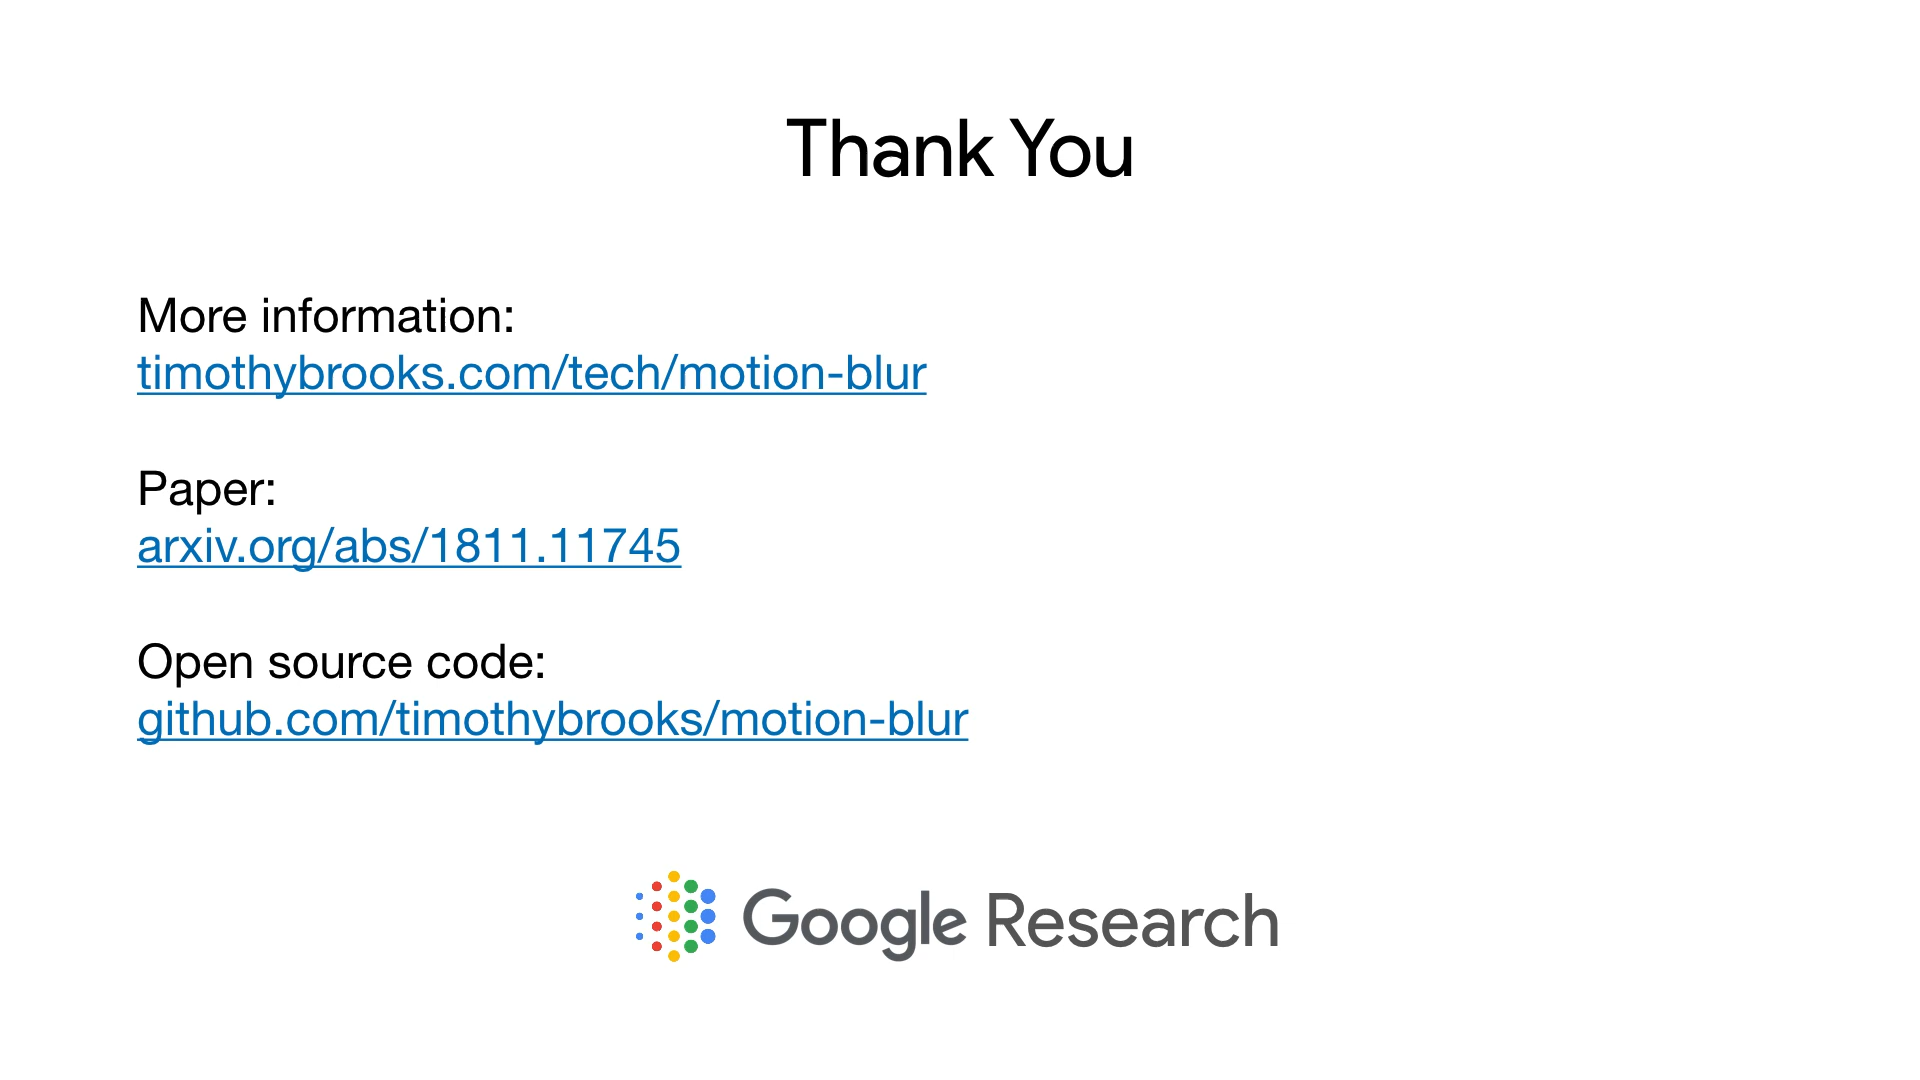 Thank You
More information:
timothybrooks.com/tech/motion-blur
Paper:
arxiv.org/abs/1811.11745
Open source code:
github.com/timothybrooks/motion-blur
Google Research